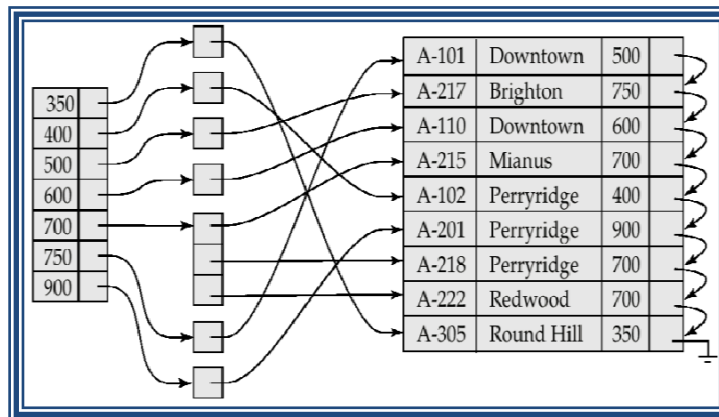 350
400
500
600
700
750
900
A-101 Downtown 500
A-217 Brighton 750
A-110 Downtown 600
A-215 Mianus 700
A-102 Perryridge 400
A-201 Perryridge 900
A-218 Perryridge 700
A-222 Redwood 700
A-305 Round Hill 350